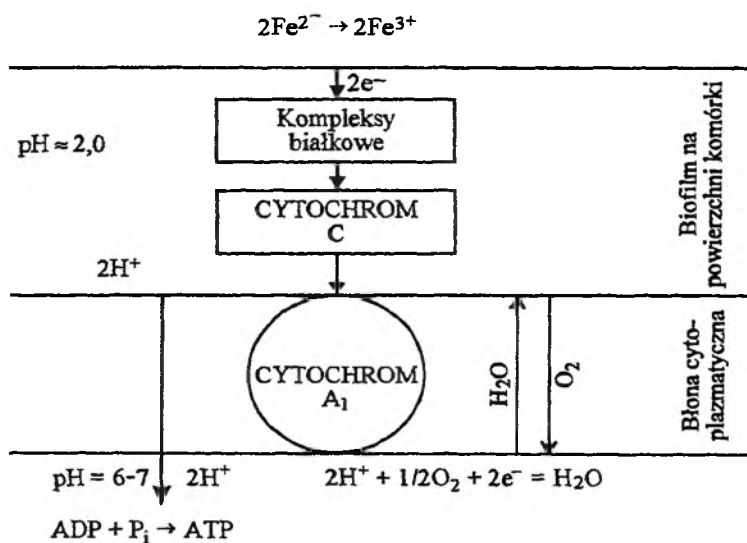 2Fe²⁻ → 2Fe³⁺
2e⁻
Kompleksy
białkowe
pH ≈ 2,0
CYTOCHROM
C
2H⁺
Biofilm na
powierzchni komórki
CYTOCHROM
A₁
H₂O
O₂
Błona cyto-
plazmatyczna
pH = 6-7
2H⁺
2H⁺ + 1/2O₂ + 2e⁻ = H₂O
ADP + Pᵢ → ATP